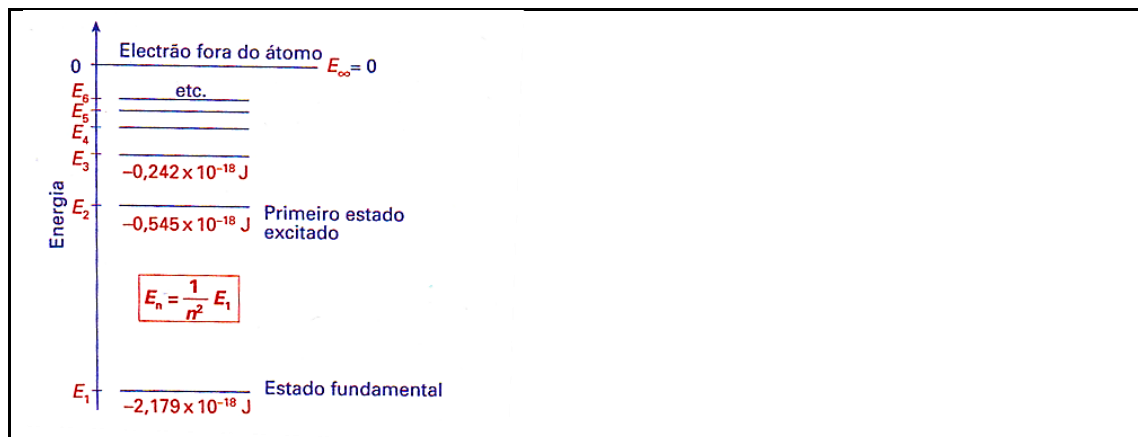 Electrão fora do átomo
0
E∞= 0
E6
etc.
E5
E4
E3
−0,242 x 10⁻¹⁸ J
Energia
E2
−0,545 x 10⁻¹⁸ J
Primeiro estado
excitado
En = 1/n² E1
E1
Estado fundamental
−2,179 x 10⁻¹⁸ J